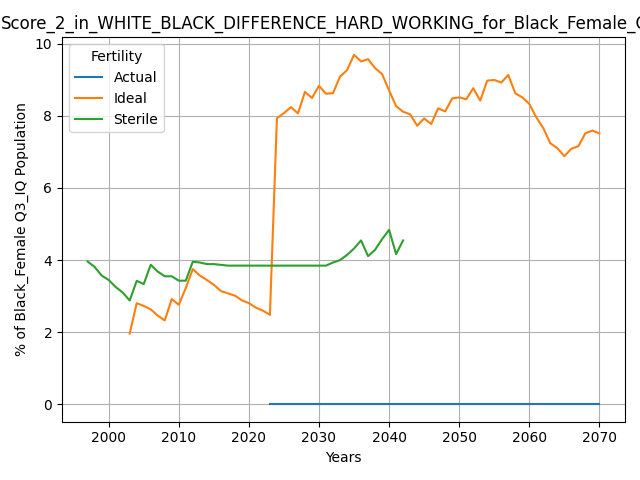 Score_2_in_WHITE_BLACK_DIFFERENCE_HARD_WORKING_for_Black_Female_
Fertility
Actual
Ideal
Sterile
% of Black_Female Q3_IQ Population
10
8
6
4
2
0
2000 2010 2020 2030 2040 2050 2060 2070
Years